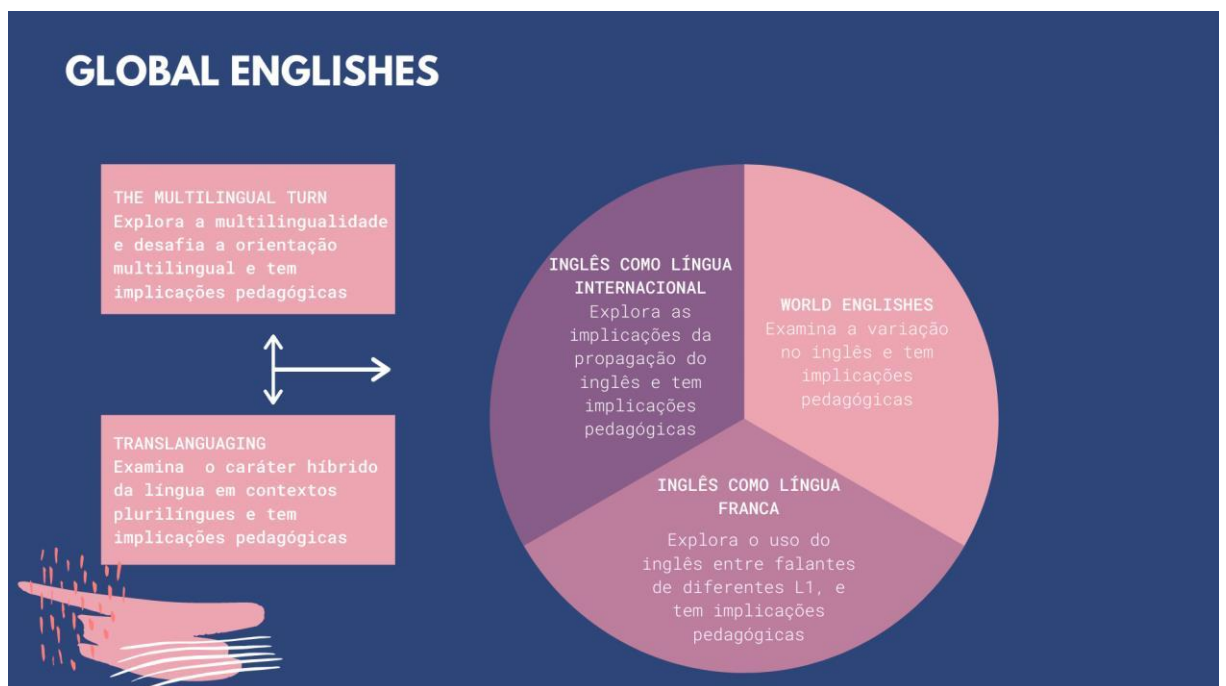 GLOBAL ENGLISHES
THE MULTILINGUAL TURN
Explora a multilingualidade
e desafia a orientação
multilingual e tem
implicações pedagógicas
TRANSLANGUAGING
Examina o caráter híbrido
da língua em contextos
plurilíngues e tem
implicações pedagógicas
INGLÊS COMO LÍNGUA
INTERNACIONAL
Explora as
implicações da
propagação do
inglês e tem
implicações
pedagógicas
WORLD ENGLISHES
Examina a variação
no inglês e tem
implicações
pedagógicas
INGLÊS COMO LÍNGUA
FRANCA
Explora o uso do
inglês entre falantes
de diferentes L1, e
tem implicações
pedagógicas